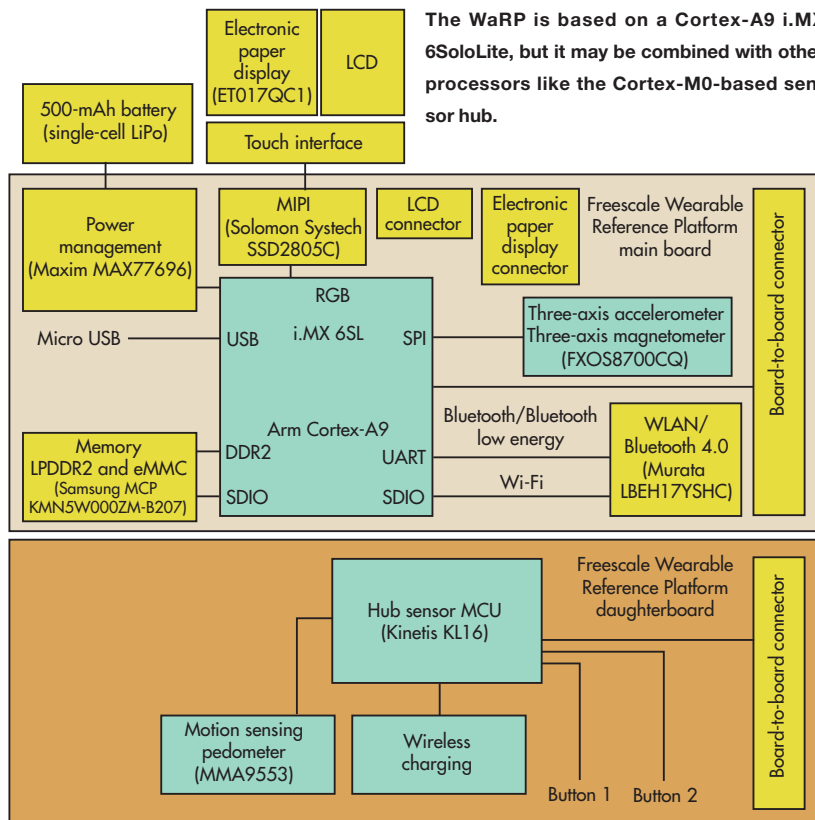 The WaRP is based on a Cortex-A9 i.MX
6SoloLite, but it may be combined with othe
processors like the Cortex-M0-based sen-
sor hub.
Electronic
paper
display
(ET017QC1)
LCD
500-mAh battery
(single-cell LiPo)
Touch interface
Power
management
(Maxim MAX77696)
MIPI
(Solomon Systech
SSD2805C)
LCD
connector
Electronic
paper
display
connector
Freescale Wearable
Reference Platform
main board
Board-to-board connector
RGB
i.MX 6SL
Micro USB
USB
SPI
Three-axis accelerometer
Three-axis magnetometer
(FXOS8700CQ)
Arm Cortex-A9
Bluetooth/Bluetooth
low energy
WLAN/
Bluetooth 4.0
(Murata
LBEH17YSHC)
Memory
LPDDR2 and eMMC
(Samsung MCP
KMN5W000ZM-B207)
DDR2
UART
Wi-Fi
SDIO
SDIO
Freescale Wearable
Reference Platform
daughterboard
Board-to-board connector
Hub sensor MCU
(Kinetis KL16)
Motion sensing
pedometer
(MMA9553)
Wireless
charging
Button 1
Button 2